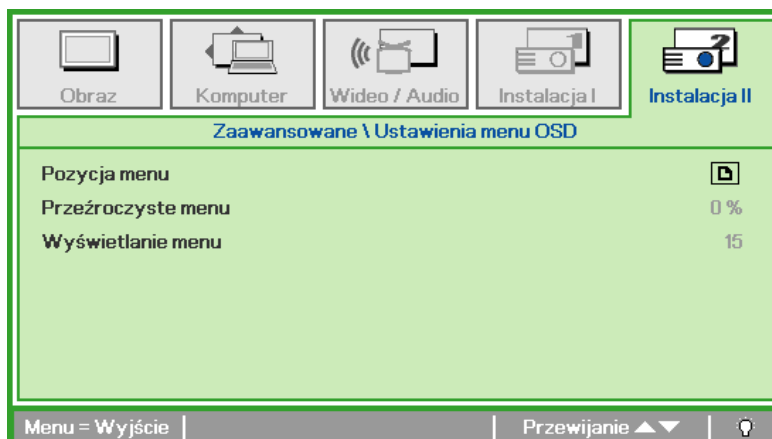 Obraz
Komputer
Wideo / Audio
Instalacja I
Instalacja II
Zaawansowane \ Ustawienia menu OSD
Pozycja menu
Przeźroczyste menu 0 %
Wyświetlanie menu 15
Menu = Wyjście Przewijanie ▲▼